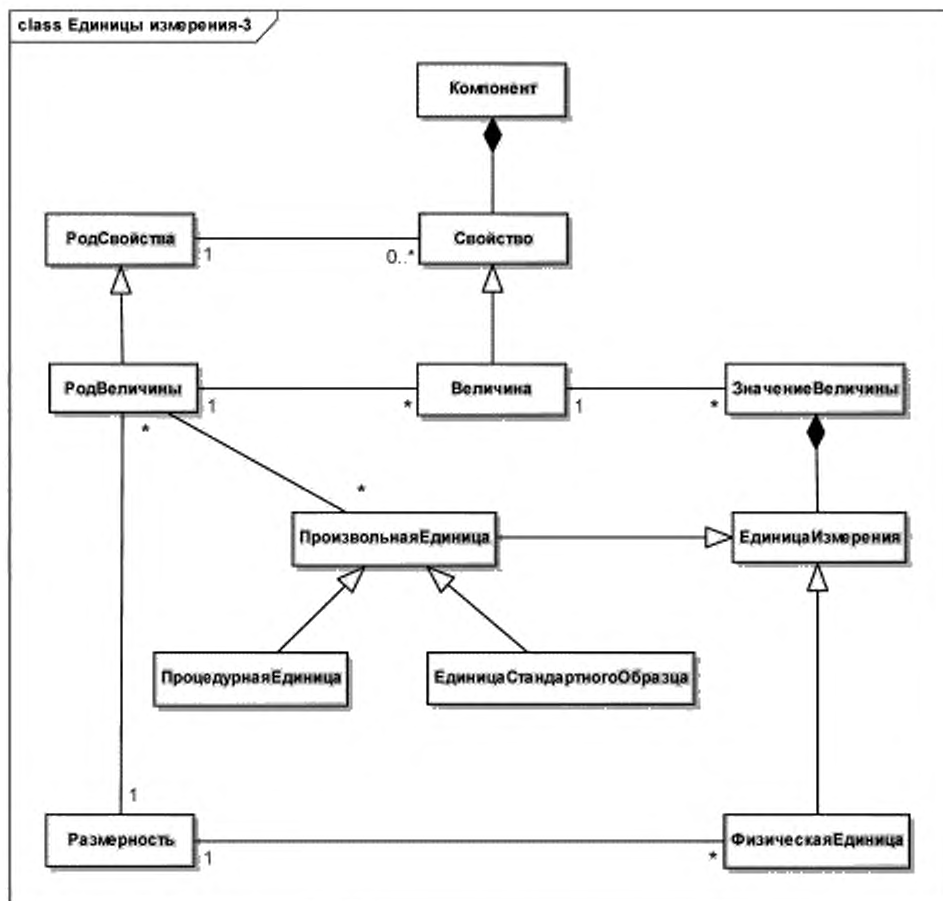 class Единицы измерения-3
Компонент
РодСвойства
1
0..*
Свойство
РодВеличины
1
*
Величина
1
*
ЗначениеВеличины
*
*
ПроизвольнаяЕдиница
ЕдиницаИзмерения
ПроцедурнаяЕдиница
ЕдиницаСтандартногоОбразца
1
Размерность
1
*
ФизическаяЕдиница